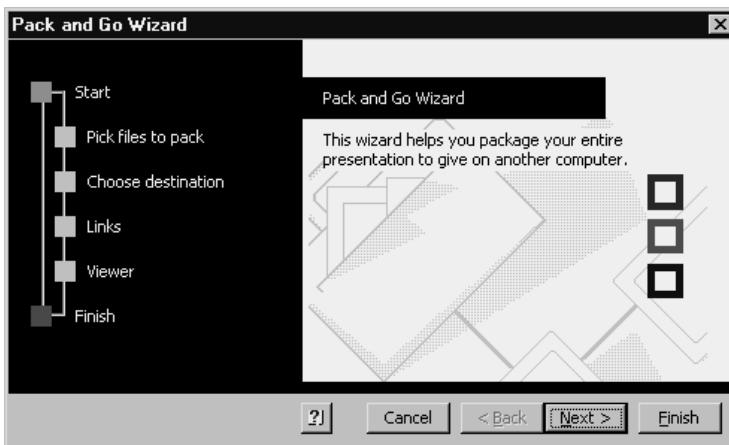 Pack and Go Wizard
Start
Pick files to pack
Choose destination
Links
Viewer
Finish
Pack and Go Wizard
This wizard helps you package your entire
presentation to give on another computer.
?
Cancel
< Back
Next >
Finish